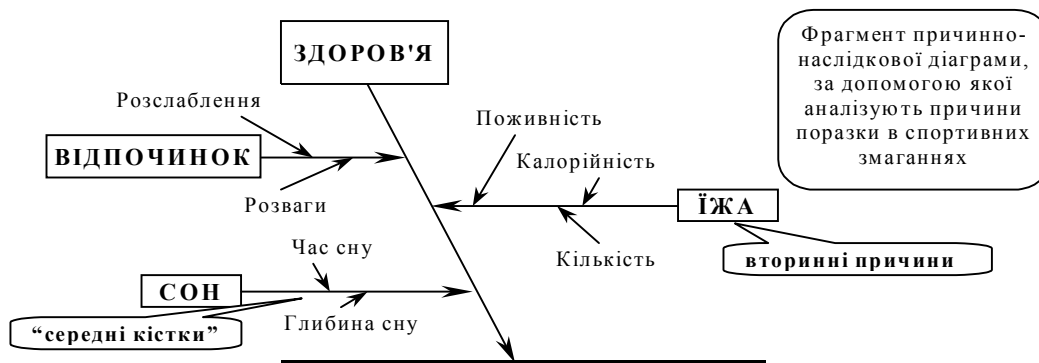 ЗДОРОВ'Я
Фрагмент причинно-
наслідкової діаграми,
за допомогою якої
аналізують причини
поразки в спортивних
змаганнях
Розслаблення
ВІДПОЧИНОК
Розваги
Поживність
Калорійність
ЇЖА
Кількість
вторинні причини
Час сну
СОН
Глибина сну
“середні кістки”